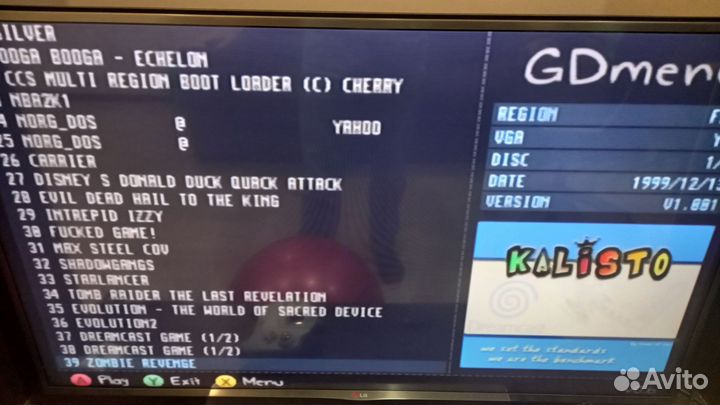 SILVER
OOGA BOOGA - ECHELON
CCS MULTI REGION BOOT LOADER (C) CHERRY
NBA2K1
4 NORG_DOS @ YAHOO
25 NORG_DOS @
26 CARRIER
27 DISMEY S DONALD DUCK QUACK ATTACK
28 EVIL DEAD HAIL TO THE KING
29 INTREPID IZZY
30 FUCKED GAME!
31 MAX STEEL COV
32 SHADOWGANGS
33 STARLANCER
34 TOMB RAIDER THE LAST REVELATION
35 EVOLUTION - THE WORLD OF SACRED DEVICE
36 EVOLUTION2
37 DREAMCAST GAME (1/2)
38 DREAMCAST GAME (1/2)
39 ZOMBIE REVENGE
A Play Y Exit X Menu
GDmenu
REGION F
VGA Y
DISC 1/
DATE 1999/12/1
VERSION V1.001
KALISTO
we set the standards
we are the benchmark
LG
Avito